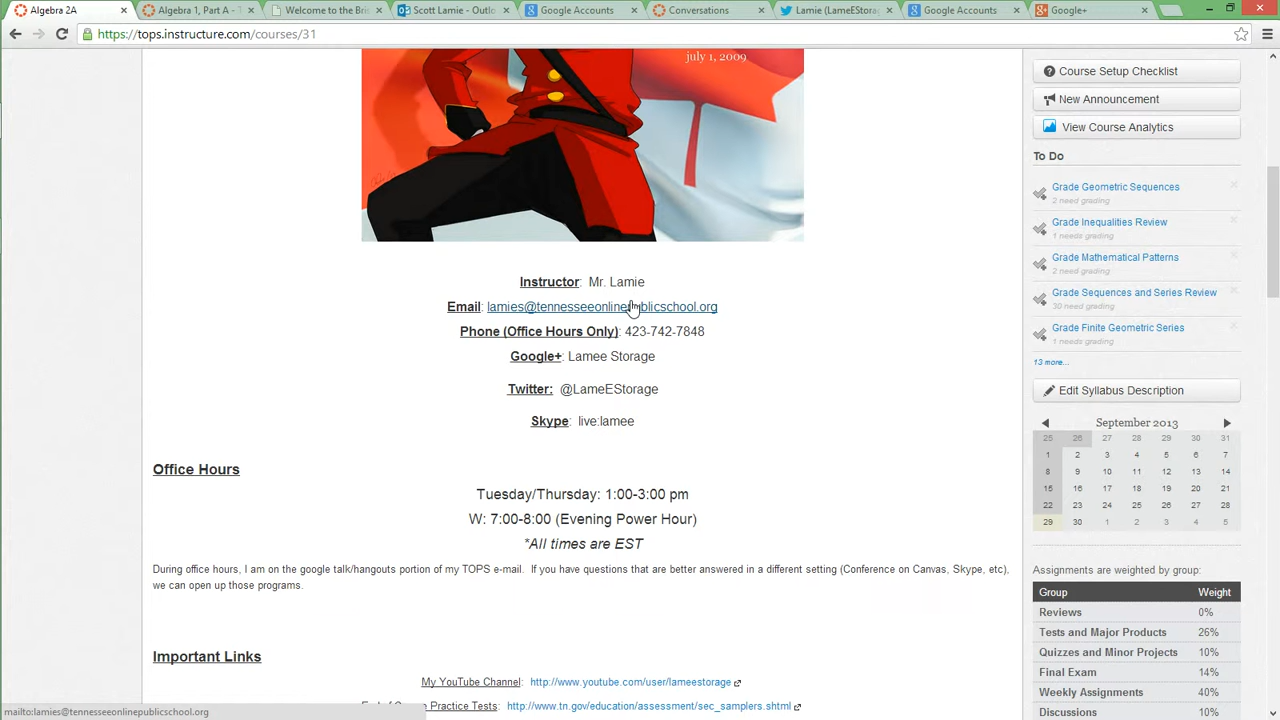 Algebra 2A
Algebra 1, Part A - T
Welcome to the Bri
Scott Lamie - Outlo
Google Accounts
Conversations
Lamie (LameEStora
Google Accounts
Google+
https://tops.instructure.com/courses/31
july 1, 2009
Instructor: Mr. Lamie
Email: lamies@tennesseeonlinepublicschool.org
Phone (Office Hours Only): 423-742-7848
Google+: Lamee Storage
Twitter: @LameEStorage
Skype: live:lamee
Office Hours
Tuesday/Thursday: 1:00-3:00 pm
W: 7:00-8:00 (Evening Power Hour)
*All times are EST
During office hours, I am on the google talk/hangouts portion of my TOPS e-mail. If you have questions that are better answered in a different setting (Conference on Canvas, Skype, etc),
we can open up those programs.
Important Links
My YouTube Channel: http://www.youtube.com/user/lameestorage
Practice Tests: http://www.tn.gov/education/assessment/sec_samplers.shtml
mailto:lamies@tennesseeonlinepublicschool.org
Course Setup Checklist
New Announcement
View Course Analytics
To Do
Grade Geometric Sequences
2 need grading
Grade Inequalities Review
1 needs grading
Grade Mathematical Patterns
2 need grading
Grade Sequences and Series Review
30 need grading
Grade Finite Geometric Series
1 needs grading
13 more...
Edit Syllabus Description
September 2013
25 26 27 28 29 30 31
1 2 3 4 5 6 7
8 9 10 11 12 13 14
15 16 17 18 19 20 21
22 23 24 25 26 27 28
29 30 1 2 3 4 5
Assignments are weighted by group:
Group Weight
Reviews 0%
Tests and Major Products 26%
Quizzes and Minor Projects 10%
Final Exam 14%
Weekly Assignments 40%
Discussions 10%